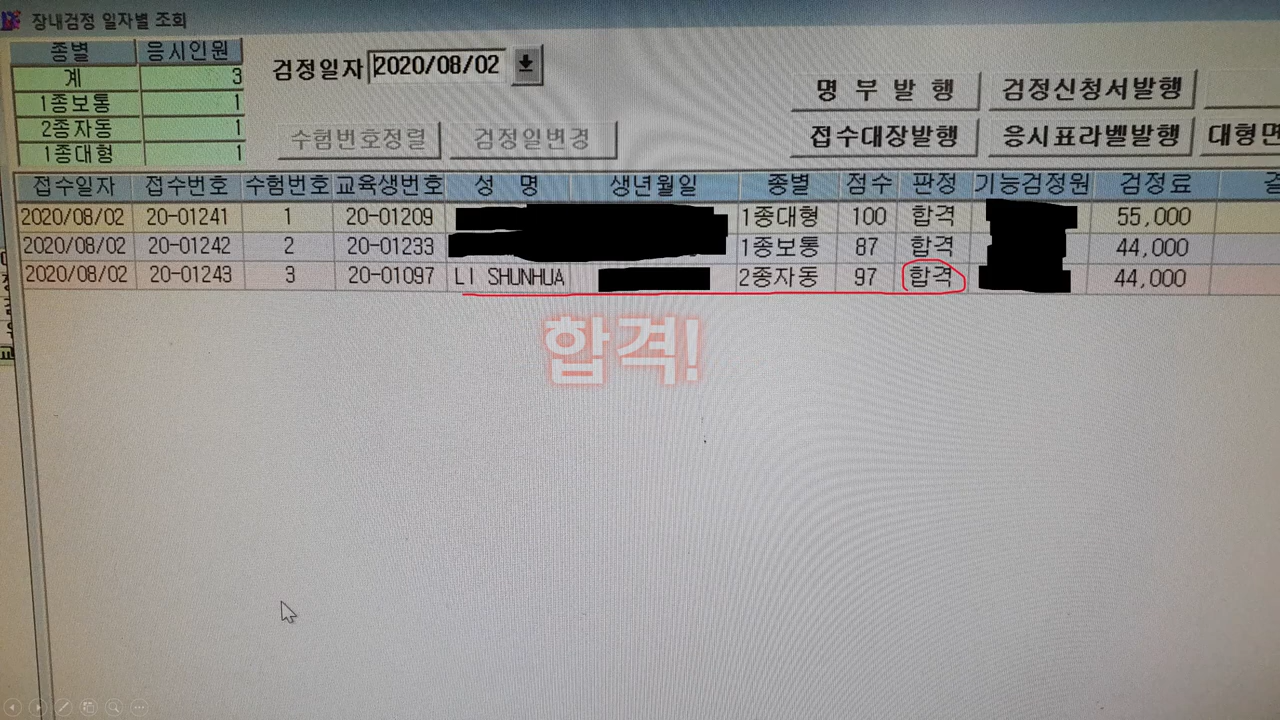 장내검정 일자별 조회
종별 응시인원
계 3
1종보통 1
2종자동 1
1종대형 1
검정일자 2020/08/02
수험번호정렬 검정일변경
명 부 발 행 검정신청서발행
접수대장발행 응시표라벨발행 대형면
접수일자 접수번호 수험번호 교육생번호 성 명 생년월일 종별 점수 판정 기능검정원 검정료
2020/08/02 20-01241 1 20-01209 1종대형 100 합격 55,000
2020/08/02 20-01242 2 20-01233 1종보통 87 합격 44,000
2020/08/02 20-01243 3 20-01097 LI SHUNHUA 2종자동 97 합격 44,000
합격!